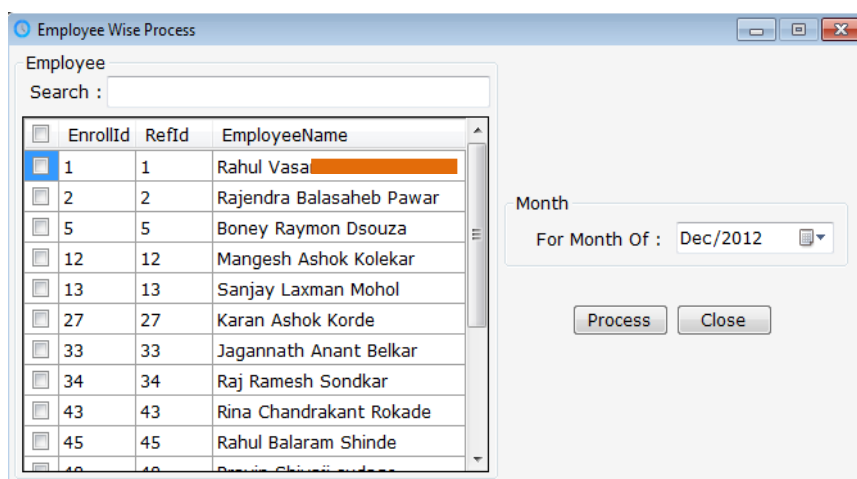 Employee Wise Process
Employee
Search :
EnrollId RefId EmployeeName
1 1 Rahul
2 2 Rajendra Balasaheb Pawar
5 5 Boney Raymon Dsouza
12 12 Mangesh Ashok Kolekar
13 13 Sanjay Laxman Mohol
27 27 Karan Ashok Korde
33 33 Jagannath Anant Belkar
34 34 Raj Ramesh Sondkar
43 43 Rina Chandrakant Rokade
45 45 Rahul Balaram Shinde
Month
For Month Of : Dec/2012
Process Close